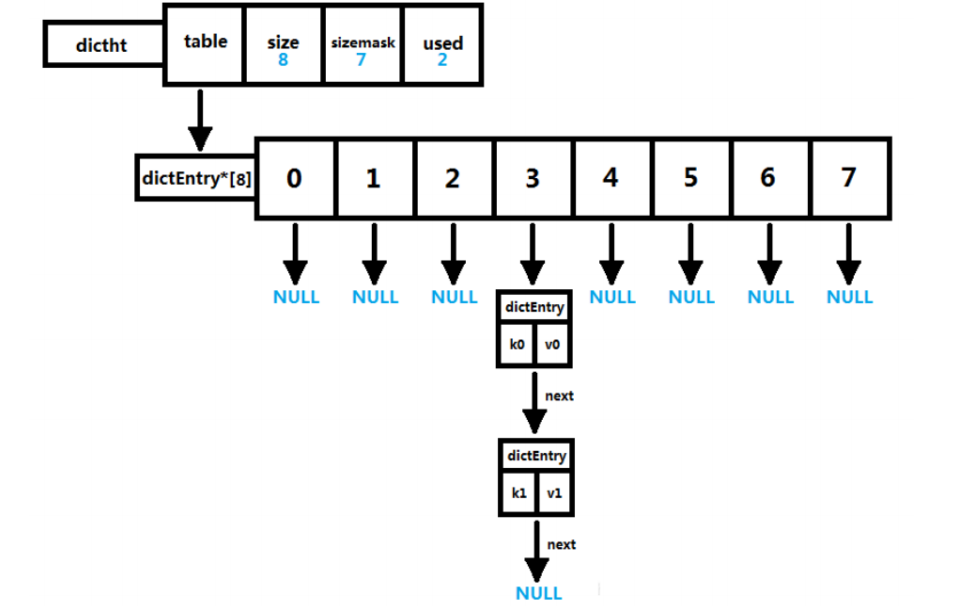 dictht
table
size
8
sizemask
7
used
2
dictEntry*[8]
0
1
2
3
4
5
6
7
NULL
NULL
NULL
NULL
NULL
NULL
NULL
dictEntry
k0
v0
next
dictEntry
k1
v1
next
NULL